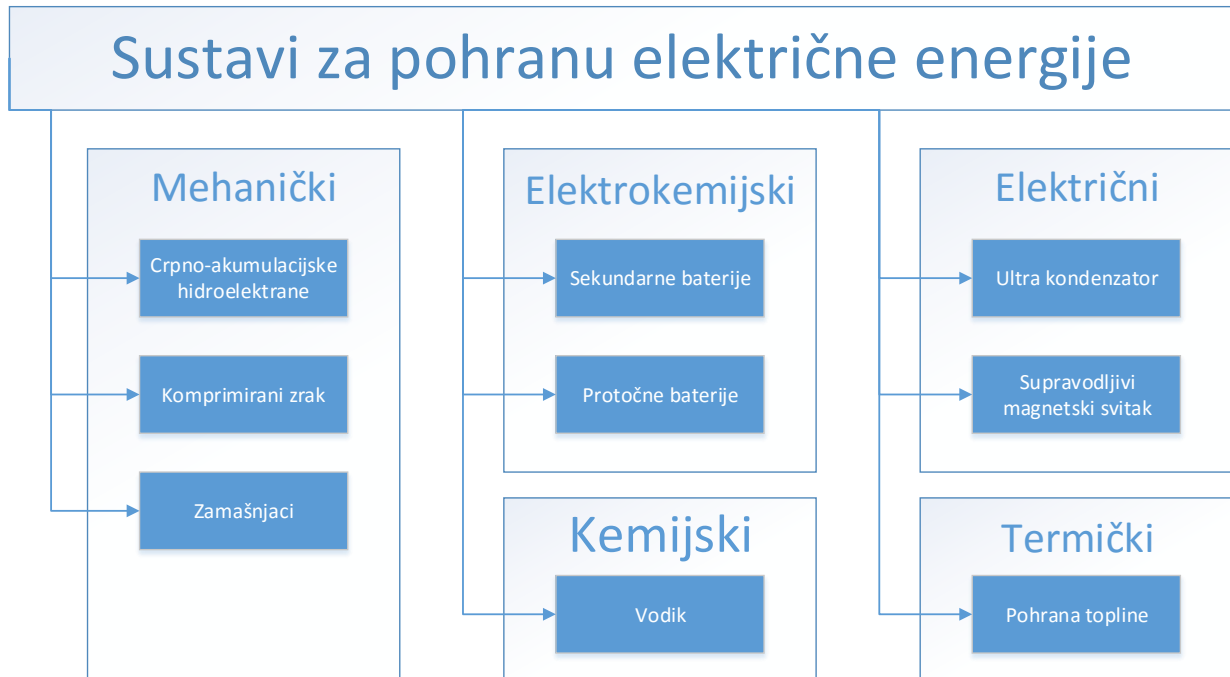 Sustavi za pohranu električne energije
Mehanički
Crpno-akumulacijske
hidroelektrane
Komprimirani zrak
Zamašnjaci
Elektrokemijski
Sekundarne baterije
Protočne baterije
Kemijski
Vodik
Električni
Ultra kondenzator
Supravodljivi
magnetski svitak
Termički
Pohrana topline